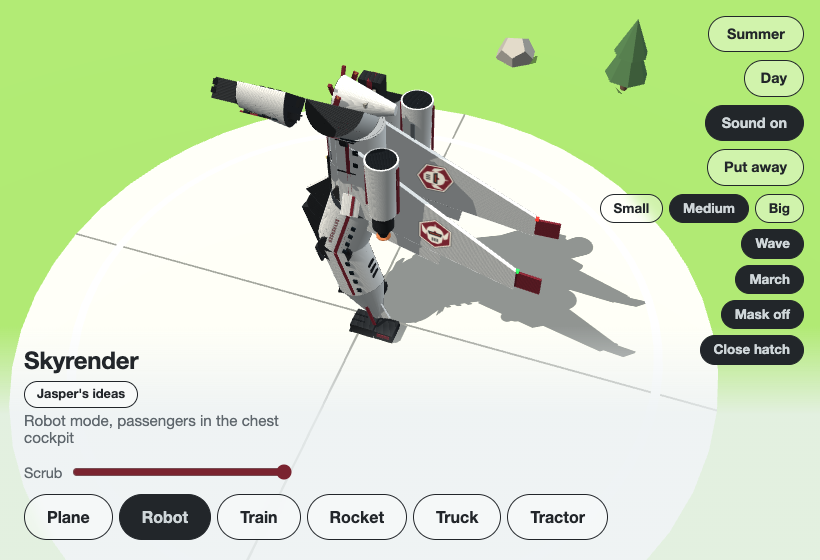 Summer
Day
Sound on
Put away
Small Medium Big
Wave
March
Mask off
Close hatch
Skyrender
Jasper's ideas
Robot mode, passengers in the chest
cockpit
Scrub
Plane Robot Train Rocket Truck Tractor